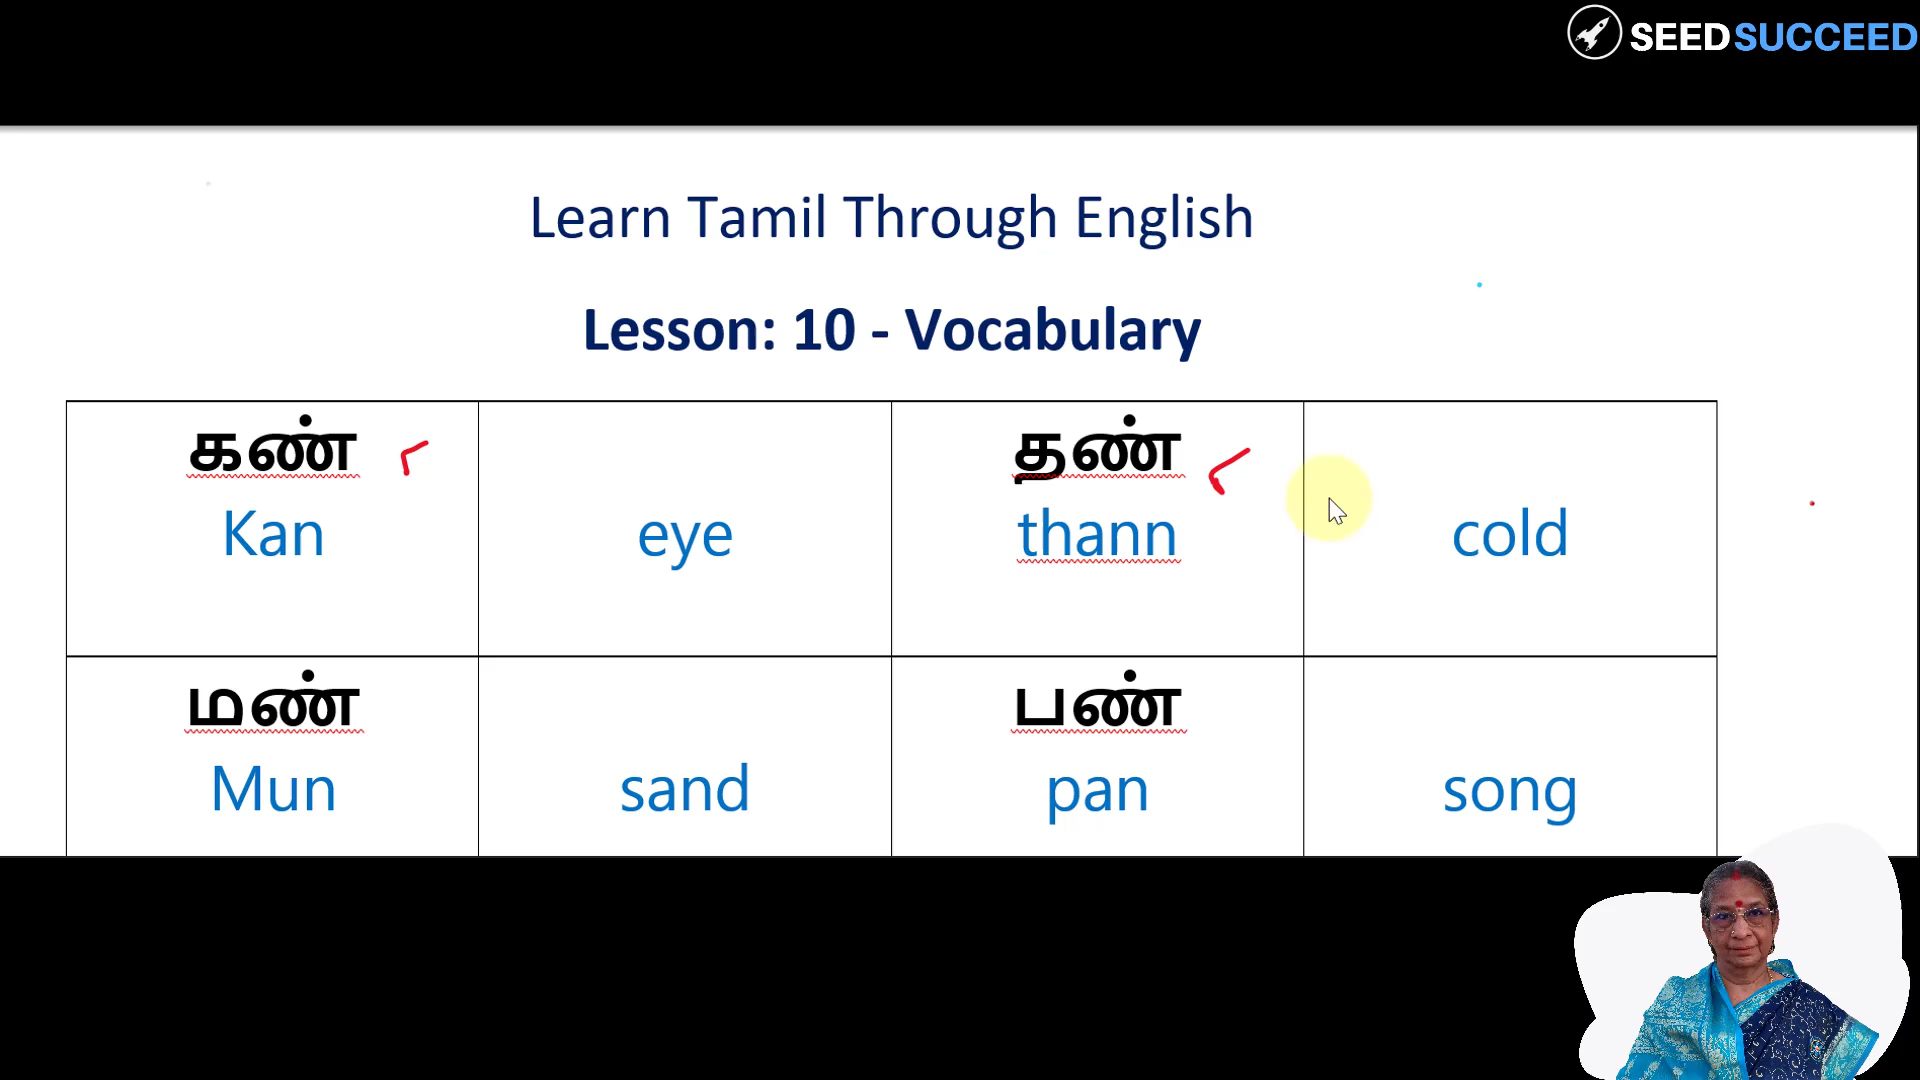 SEEDSUCCEED
Learn Tamil Through English
Lesson: 10 - Vocabulary
கண் தண்
Kan eye thann cold
மண் பண்
Mun sand pan song